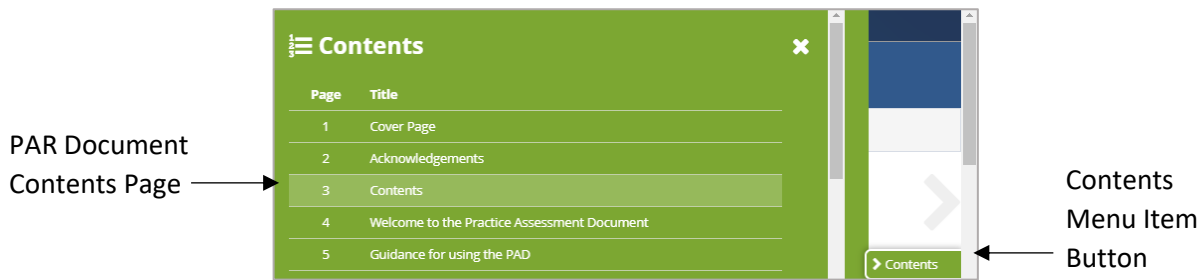 Contents
Page Title
1 Cover Page
2 Acknowledgements
3 Contents
4 Welcome to the Practice Assessment Document
5 Guidance for using the PAD
PAR Document
Contents Page
Contents
Contents
Menu Item
Button